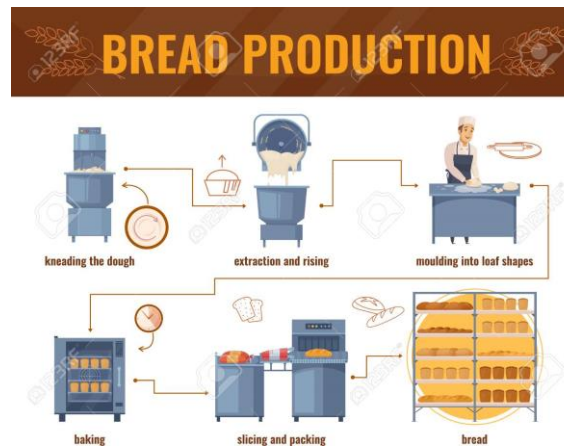 BREAD PRODUCTION
kneading the dough
extraction and rising
moulding into loaf shapes
baking
slicing and packing
bread